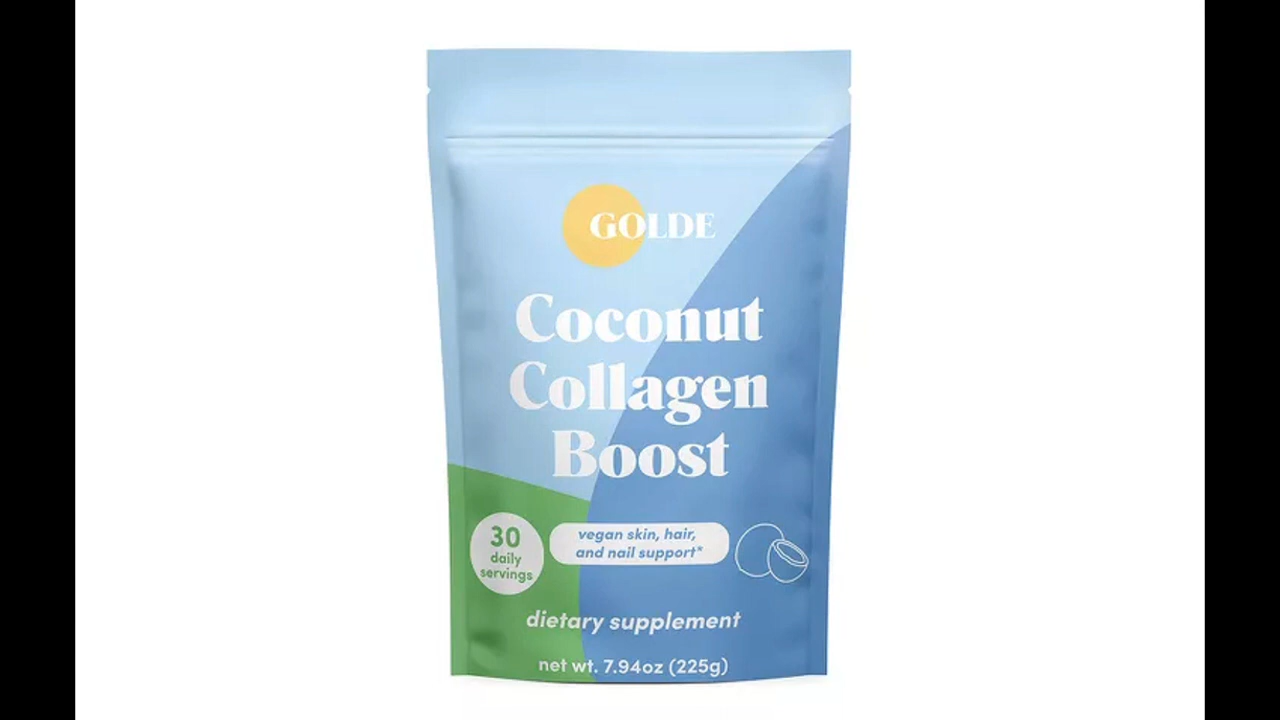 GOLDE
Coconut
Collagen
Boost
30
daily
servings
vegan skin, hair,
and nail support*
dietary supplement
net wt. 7.94oz (225g)